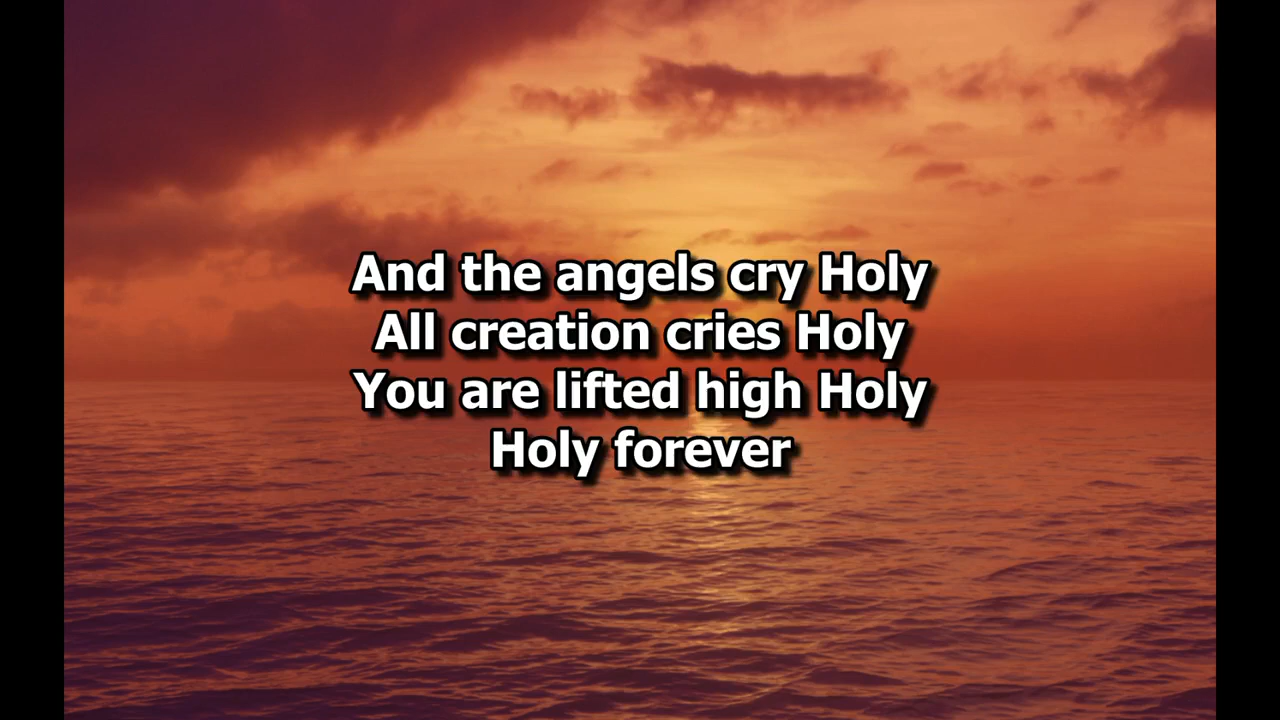 And the angels cry Holy
All creation cries Holy
You are lifted high Holy
Holy forever